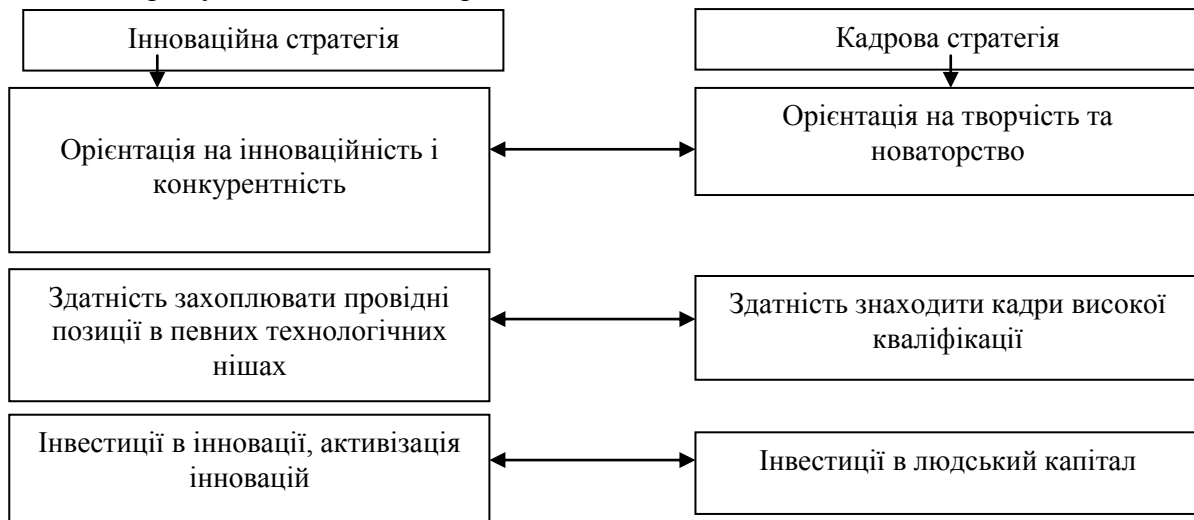 Інноваційна стратегія
Кадрова стратегія
Орієнтація на інноваційність і
конкурентність
Орієнтація на творчість та
новаторство
Здатність захоплювати провідні
позиції в певних технологічних
нішах
Здатність знаходити кадри високої
кваліфікації
Інвестиції в інновації, активізація
інновацій
Інвестиції в людський капітал